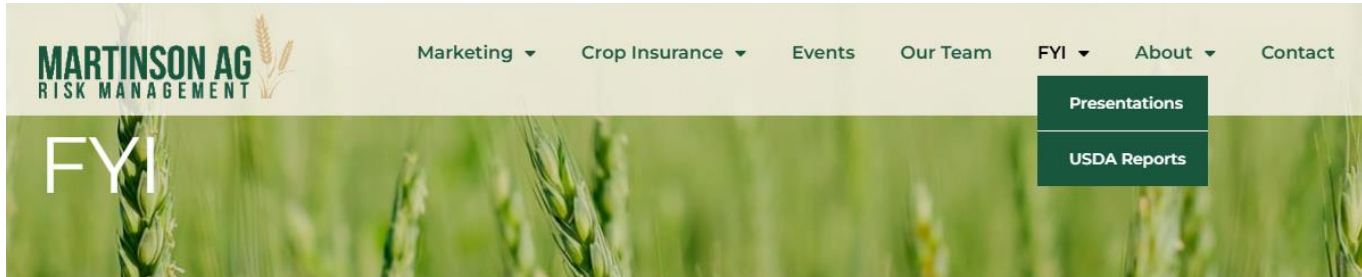 MARTINSON AG
RISK MANAGEMENT
Marketing Crop Insurance Events Our Team FYI About Contact
Presentations
USDA Reports
FYI